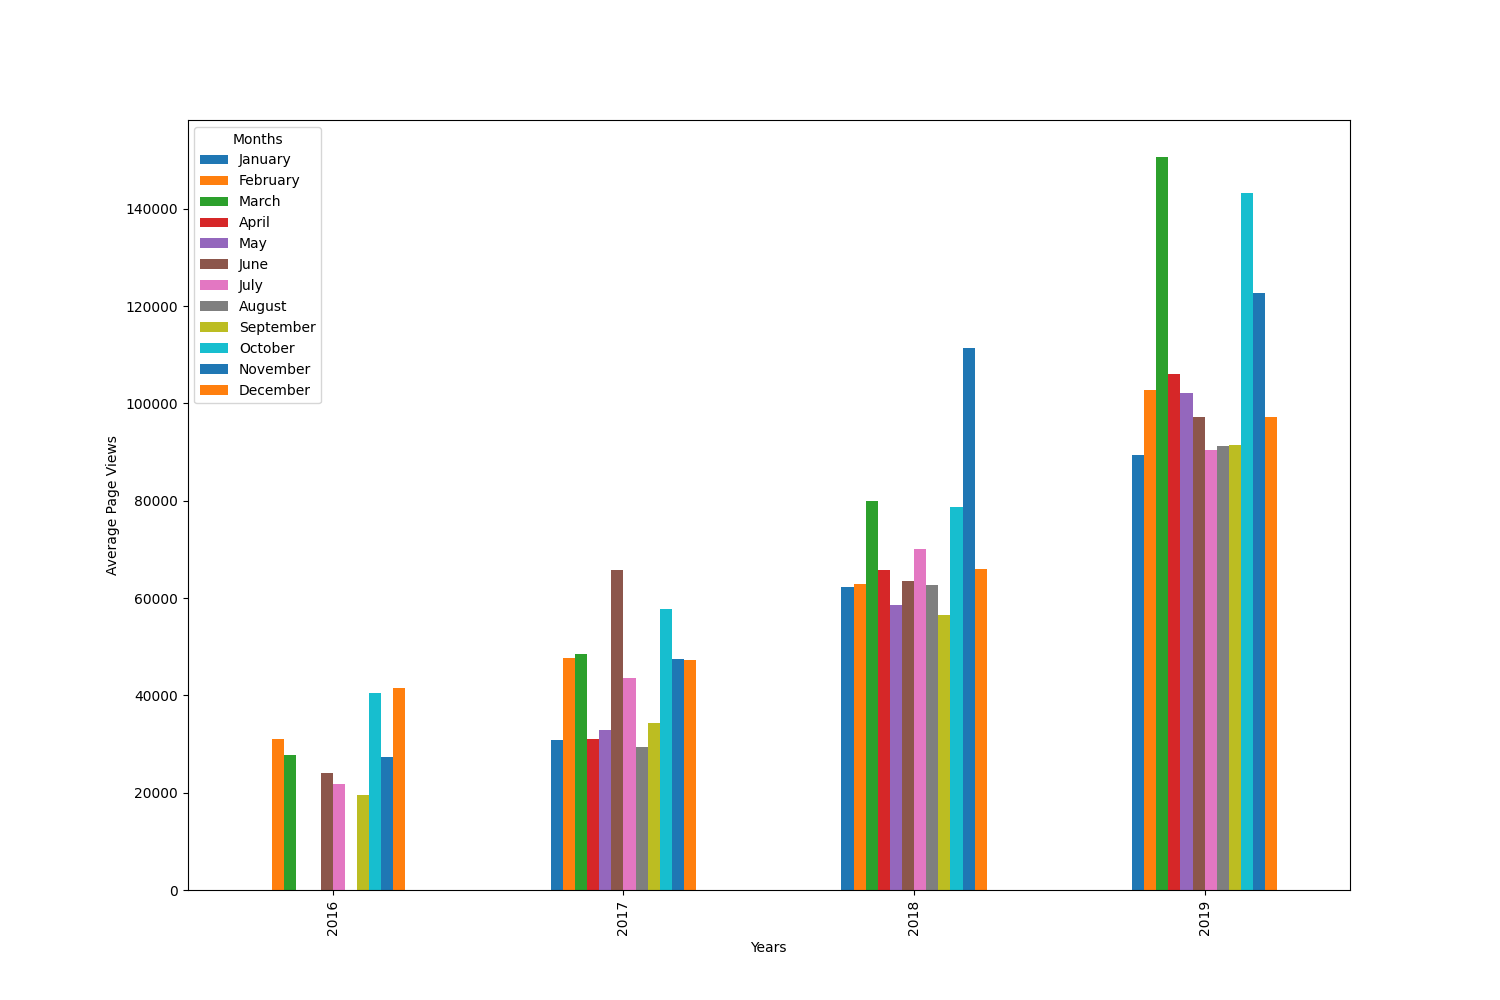 Months
January
February
March
April
May
June
July
August
September
October
November
December
140000
120000
100000
80000
60000
40000
20000
0
Average Page Views
2016
2017
2018
2019
Years